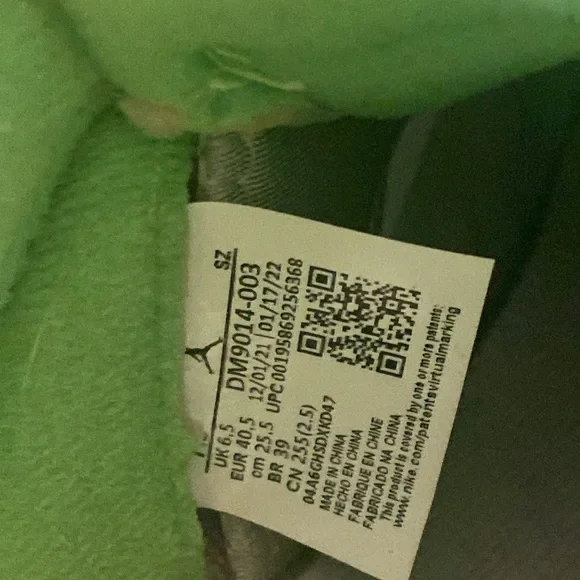 SZ
UK 6,5
EUR 40,5
cm 25,5
BR 39
CN 255(2.5)
DM9014-003
12/01/21 01/17/22
UPC 00195869256368
04A6GHSDXKD47
MADE IN CHINA
HECHO EN CHINA
FABRIQUE EN CHINE
FABRICADO NA CHINA
This product is covered by one or more patents:
www.nike.com/patentsvirtualmarking